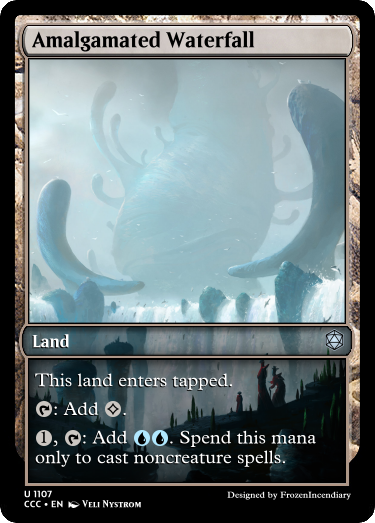 Amalgamated Waterfall
Land
This land enters tapped.
: Add .
1, : Add . Spend this mana
only to cast noncreature spells.
U 1107
CCC • EN Veli Nystrom
Designed by FrozenIncendiary